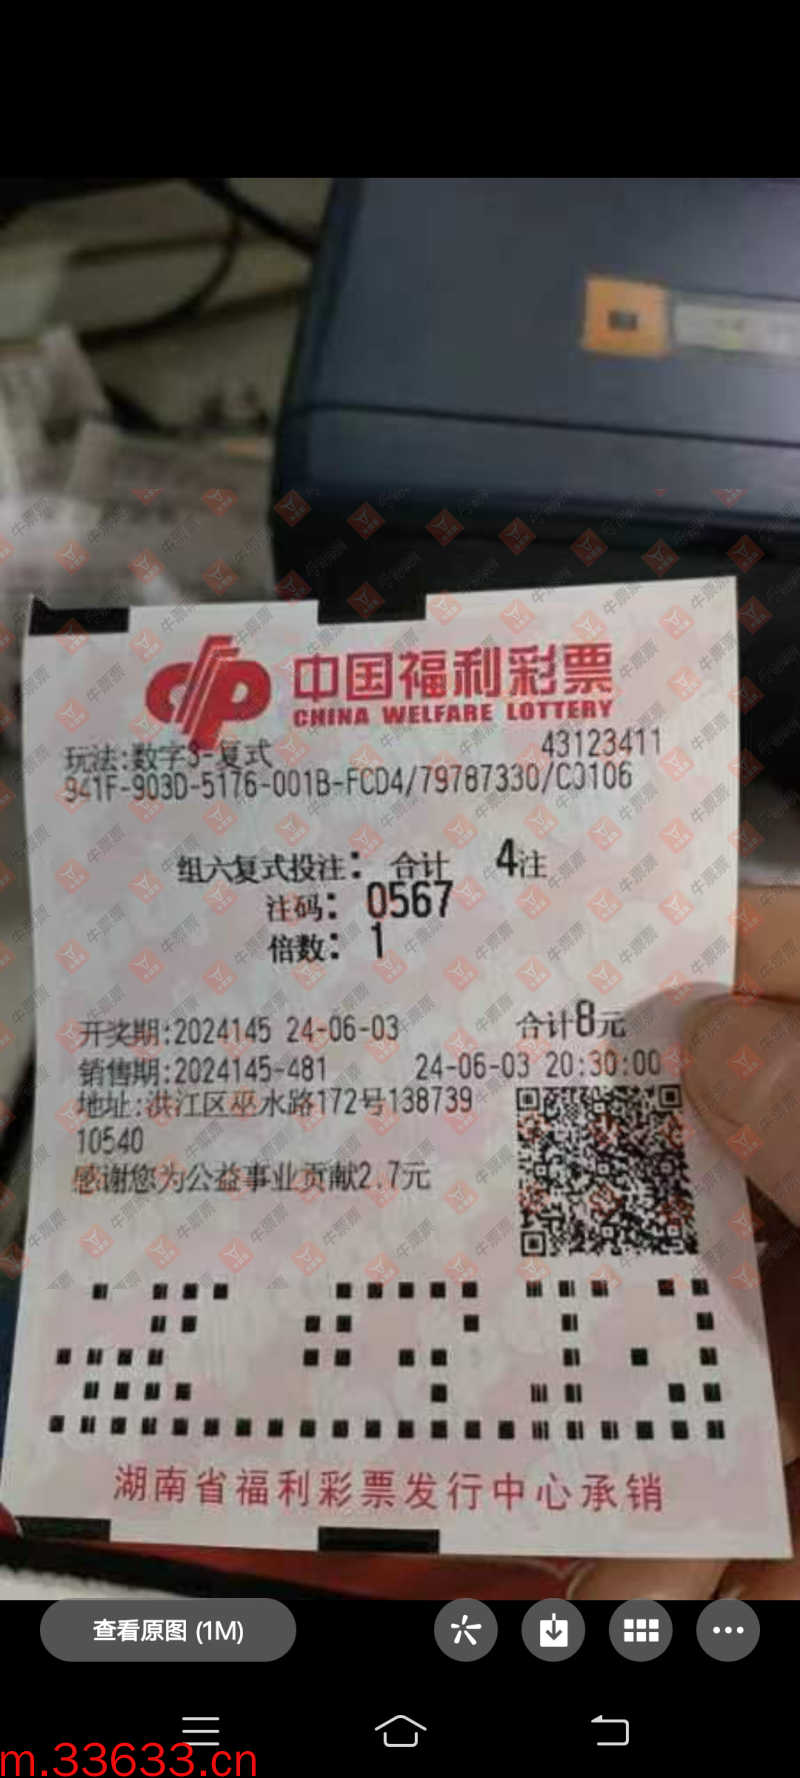 中国福利彩票
CHINA WELFARE LOTTERY
玩法:数字3-复式 43123411
941F-903D-5176-001B-FCD4/79787330/C0106
组六复式投注: 合计 4注
注码: 0567
倍数: 1
开奖期:2024145 24-06-03 合计8元
销售期:2024145-481 24-06-03 20:30:00
地址:洪江区巫水路172号138739
10540
感谢您为公益事业贡献2.7元
湖南省福利彩票发行中心承销
查看原图 (1M)
m.33633.cn
牛票票